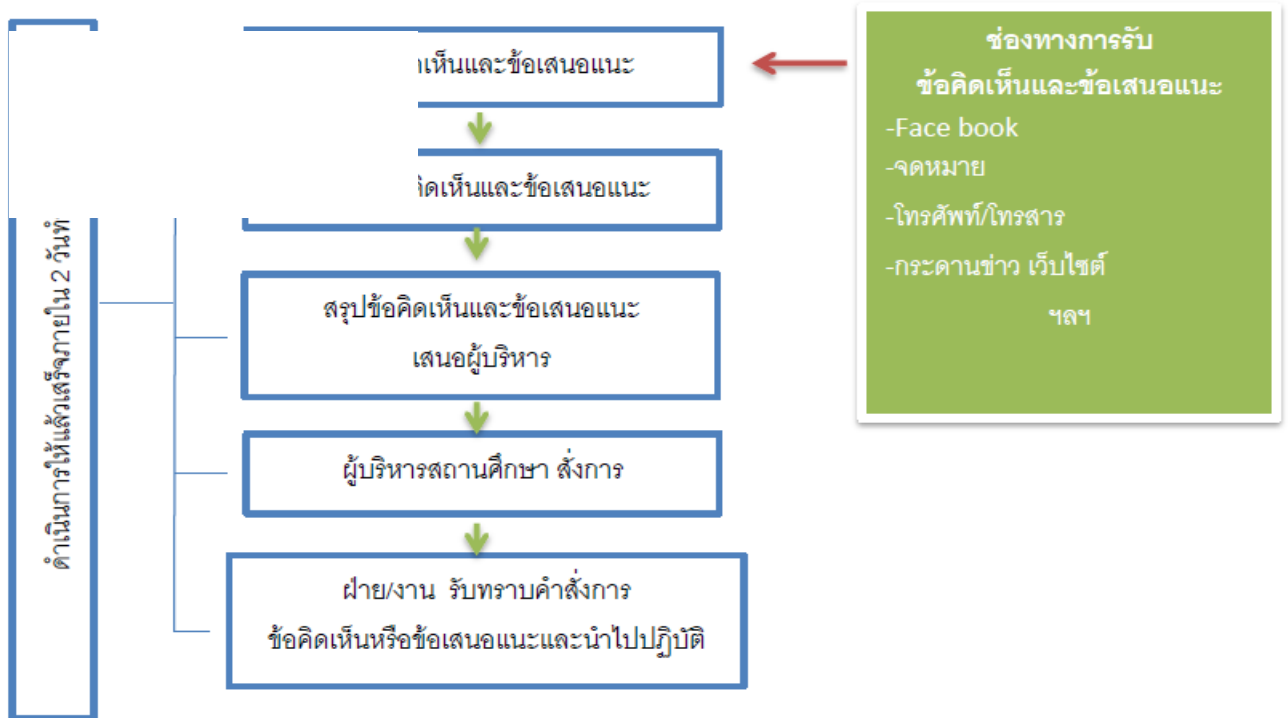 เห็นและข้อเสนอแนะ
คิดเห็นและข้อเสนอแนะ
สรุปข้อคิดเห็นและข้อเสนอแนะ
เสนอผู้บริหาร
ผู้บริหารสถานศึกษา สั่งการ
ฝ่าย/งาน รับทราบคำสั่งการ
ข้อคิดเห็นหรือข้อเสนอแนะและนำไปปฏิบัติ
ดำเนินการให้แล้วเสร็จภายใน 2 วันทำ
ช่องทางการรับ
ข้อคิดเห็นและข้อเสนอแนะ
-Face book
-จดหมาย
-โทรศัพท์/โทรสาร
-กระดานข่าว เว็บไซต์
ฯลฯ